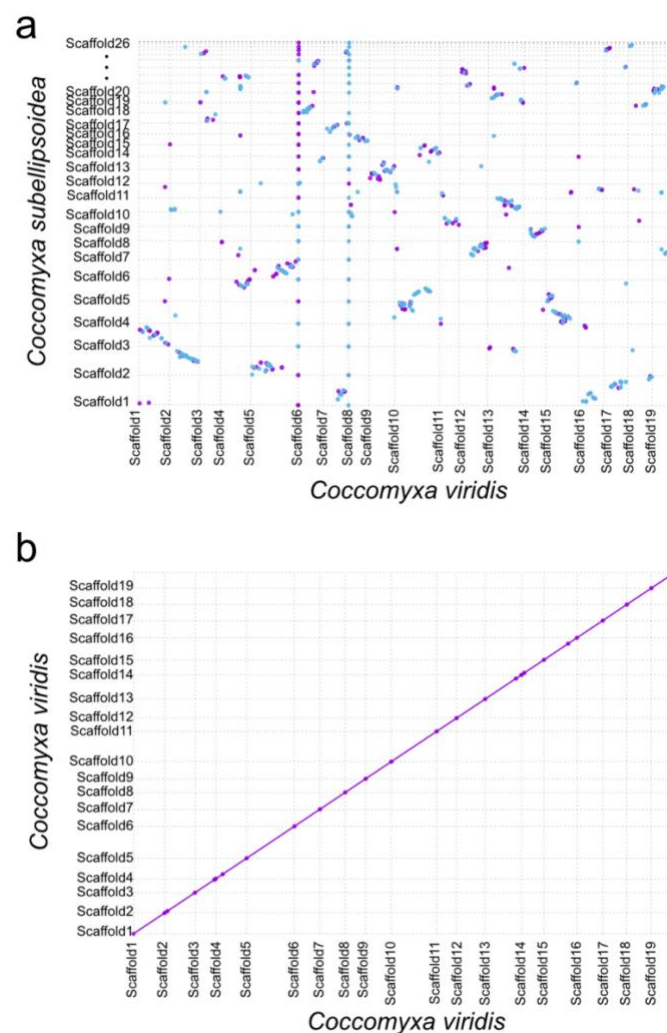 a
Scaffold26
Scaffold20
Scaffold19
Scaffold18
Scaffold17
Scaffold16
Scaffold15
Scaffold14
Scaffold13
Scaffold12
Scaffold11
Scaffold10
Scaffold9
Scaffold8
Scaffold7
Scaffold6
Scaffold5
Scaffold4
Scaffold3
Scaffold2
Scaffold1
Coccomyxa subellipsoidea
Scaffold1
Scaffold2
Scaffold3
Scaffold4
Scaffold5
Scaffold6
Scaffold7
Scaffold8
Scaffold9
Scaffold10
Scaffold11
Scaffold12
Scaffold13
Scaffold14
Scaffold15
Scaffold16
Scaffold17
Scaffold18
Scaffold19
Coccomyxa viridis
b
Scaffold19
Scaffold18
Scaffold17
Scaffold16
Scaffold15
Scaffold14
Scaffold13
Scaffold12
Scaffold11
Scaffold10
Scaffold9
Scaffold8
Scaffold7
Scaffold6
Scaffold5
Scaffold4
Scaffold3
Scaffold2
Scaffold1
Coccomyxa viridis
Scaffold1
Scaffold2
Scaffold3
Scaffold4
Scaffold5
Scaffold6
Scaffold7
Scaffold8
Scaffold9
Scaffold10
Scaffold11
Scaffold12
Scaffold13
Scaffold14
Scaffold15
Scaffold16
Scaffold17
Scaffold18
Scaffold19
Coccomyxa viridis